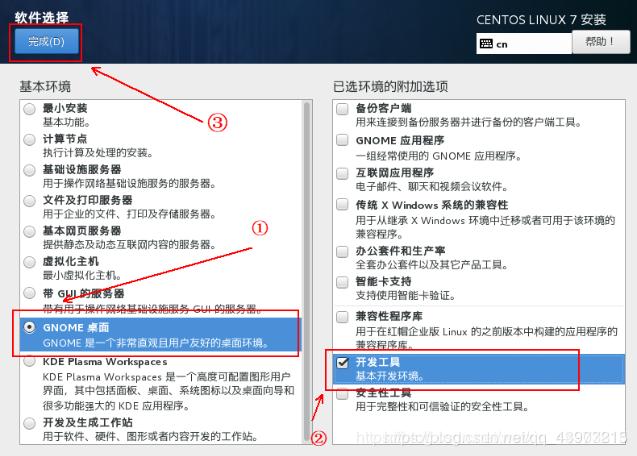 软件选择
CENTOS LINUX 7 安装
完成(D)
cn
帮助！
基本环境
已选环境的附加选项
最小安装
基本功能。
计算节点
执行计算及处理的安装。
基础设施服务器
用于操作网络基础设施服务的服务器。
文件及打印服务器
用于企业的文件、打印及存储服务器。
基本网页服务器
提供静态及动态互联网内容的服务器。
虚拟化主机
最小虚拟化主机。
带 GUI 的服务器
带有用于操作网络基础设施服务 GUI 的服务器。
GNOME 桌面
GNOME 是一个非常直观且用户友好的桌面环境。
KDE Plasma Workspaces
KDE Plasma Workspaces 是一个高度可配置图形用户
界面，其中包括面板、桌面、系统图标以及桌面向导和
很多功能强大的 KDE 应用程序。
开发及生成工作站
用于软件、硬件、图形或者内容开发的工作站。
备份客户端
用来连接到备份服务器并进行备份的客户端工具。
GNOME 应用程序
一组经常使用的 GNOME 应用程序。
互联网应用程序
电子邮件、聊天和视频会议软件。
传统 X Windows 系统的兼容性
用于从继承 X Windows 环境中迁移或者可用于该环境的
兼容程序。
办公套件和生产率
全套办公套件以及其它产品工具。
智能卡支持
支持使用智能卡验证。
兼容性程序库
用于在红帽企业版 Linux 的之前版本中构建的应用程序的
兼容程序库。
开发工具
基本开发环境。
安全性工具
用于完整性和可信验证的安全性工具。
①
②
③